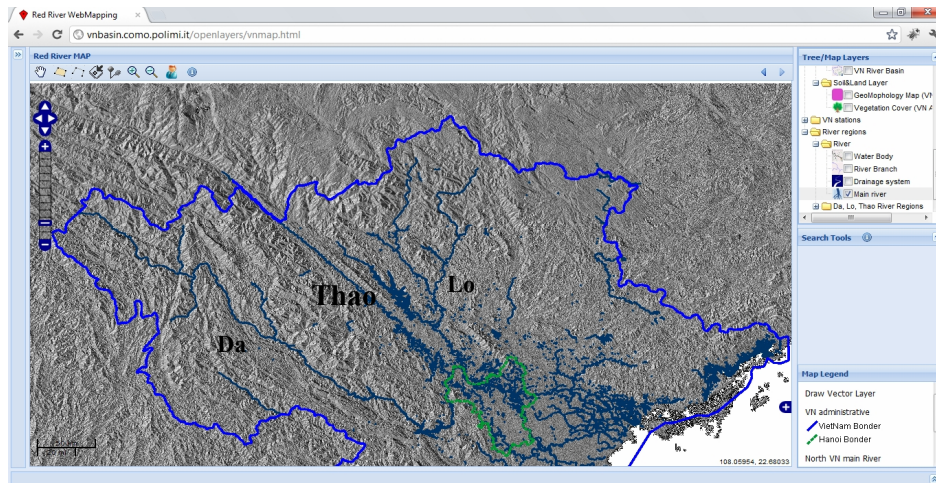 Red River WebMapping
vnbasin.como.polimi.it/openlayers/vnmap.html
Red River MAP
Thao
Lo
Da
108.05954, 22.68033
Tree/Map Layers
VN River Basin
Soil&Land Layer
GeoMophology Map (VN
Vegetation Cover (VN A
VN stations
River regions
River
Water Body
River Branch
Drainage system
Main river
Da, Lo, Thao River Regions
Search Tools
Map Legend
Draw Vector Layer
VN administrative
VietNam Bonder
Hanoi Bonder
North VN main River